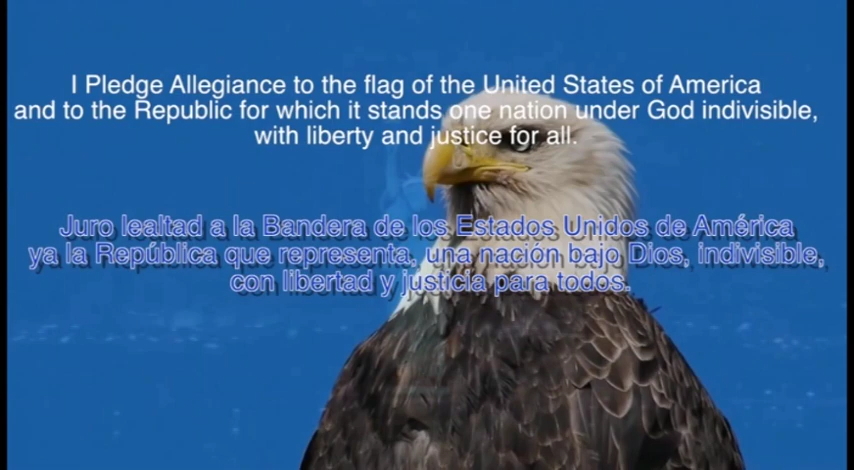 I Pledge Allegiance to the flag of the United States of America
and to the Republic for which it stands one nation under God indivisible,
with liberty and justice for all.
Juro lealtad a la Bandera de los Estados Unidos de América
ya la República que representa, una nación bajo Dios, indivisible,
con libertad y justicia para todos.